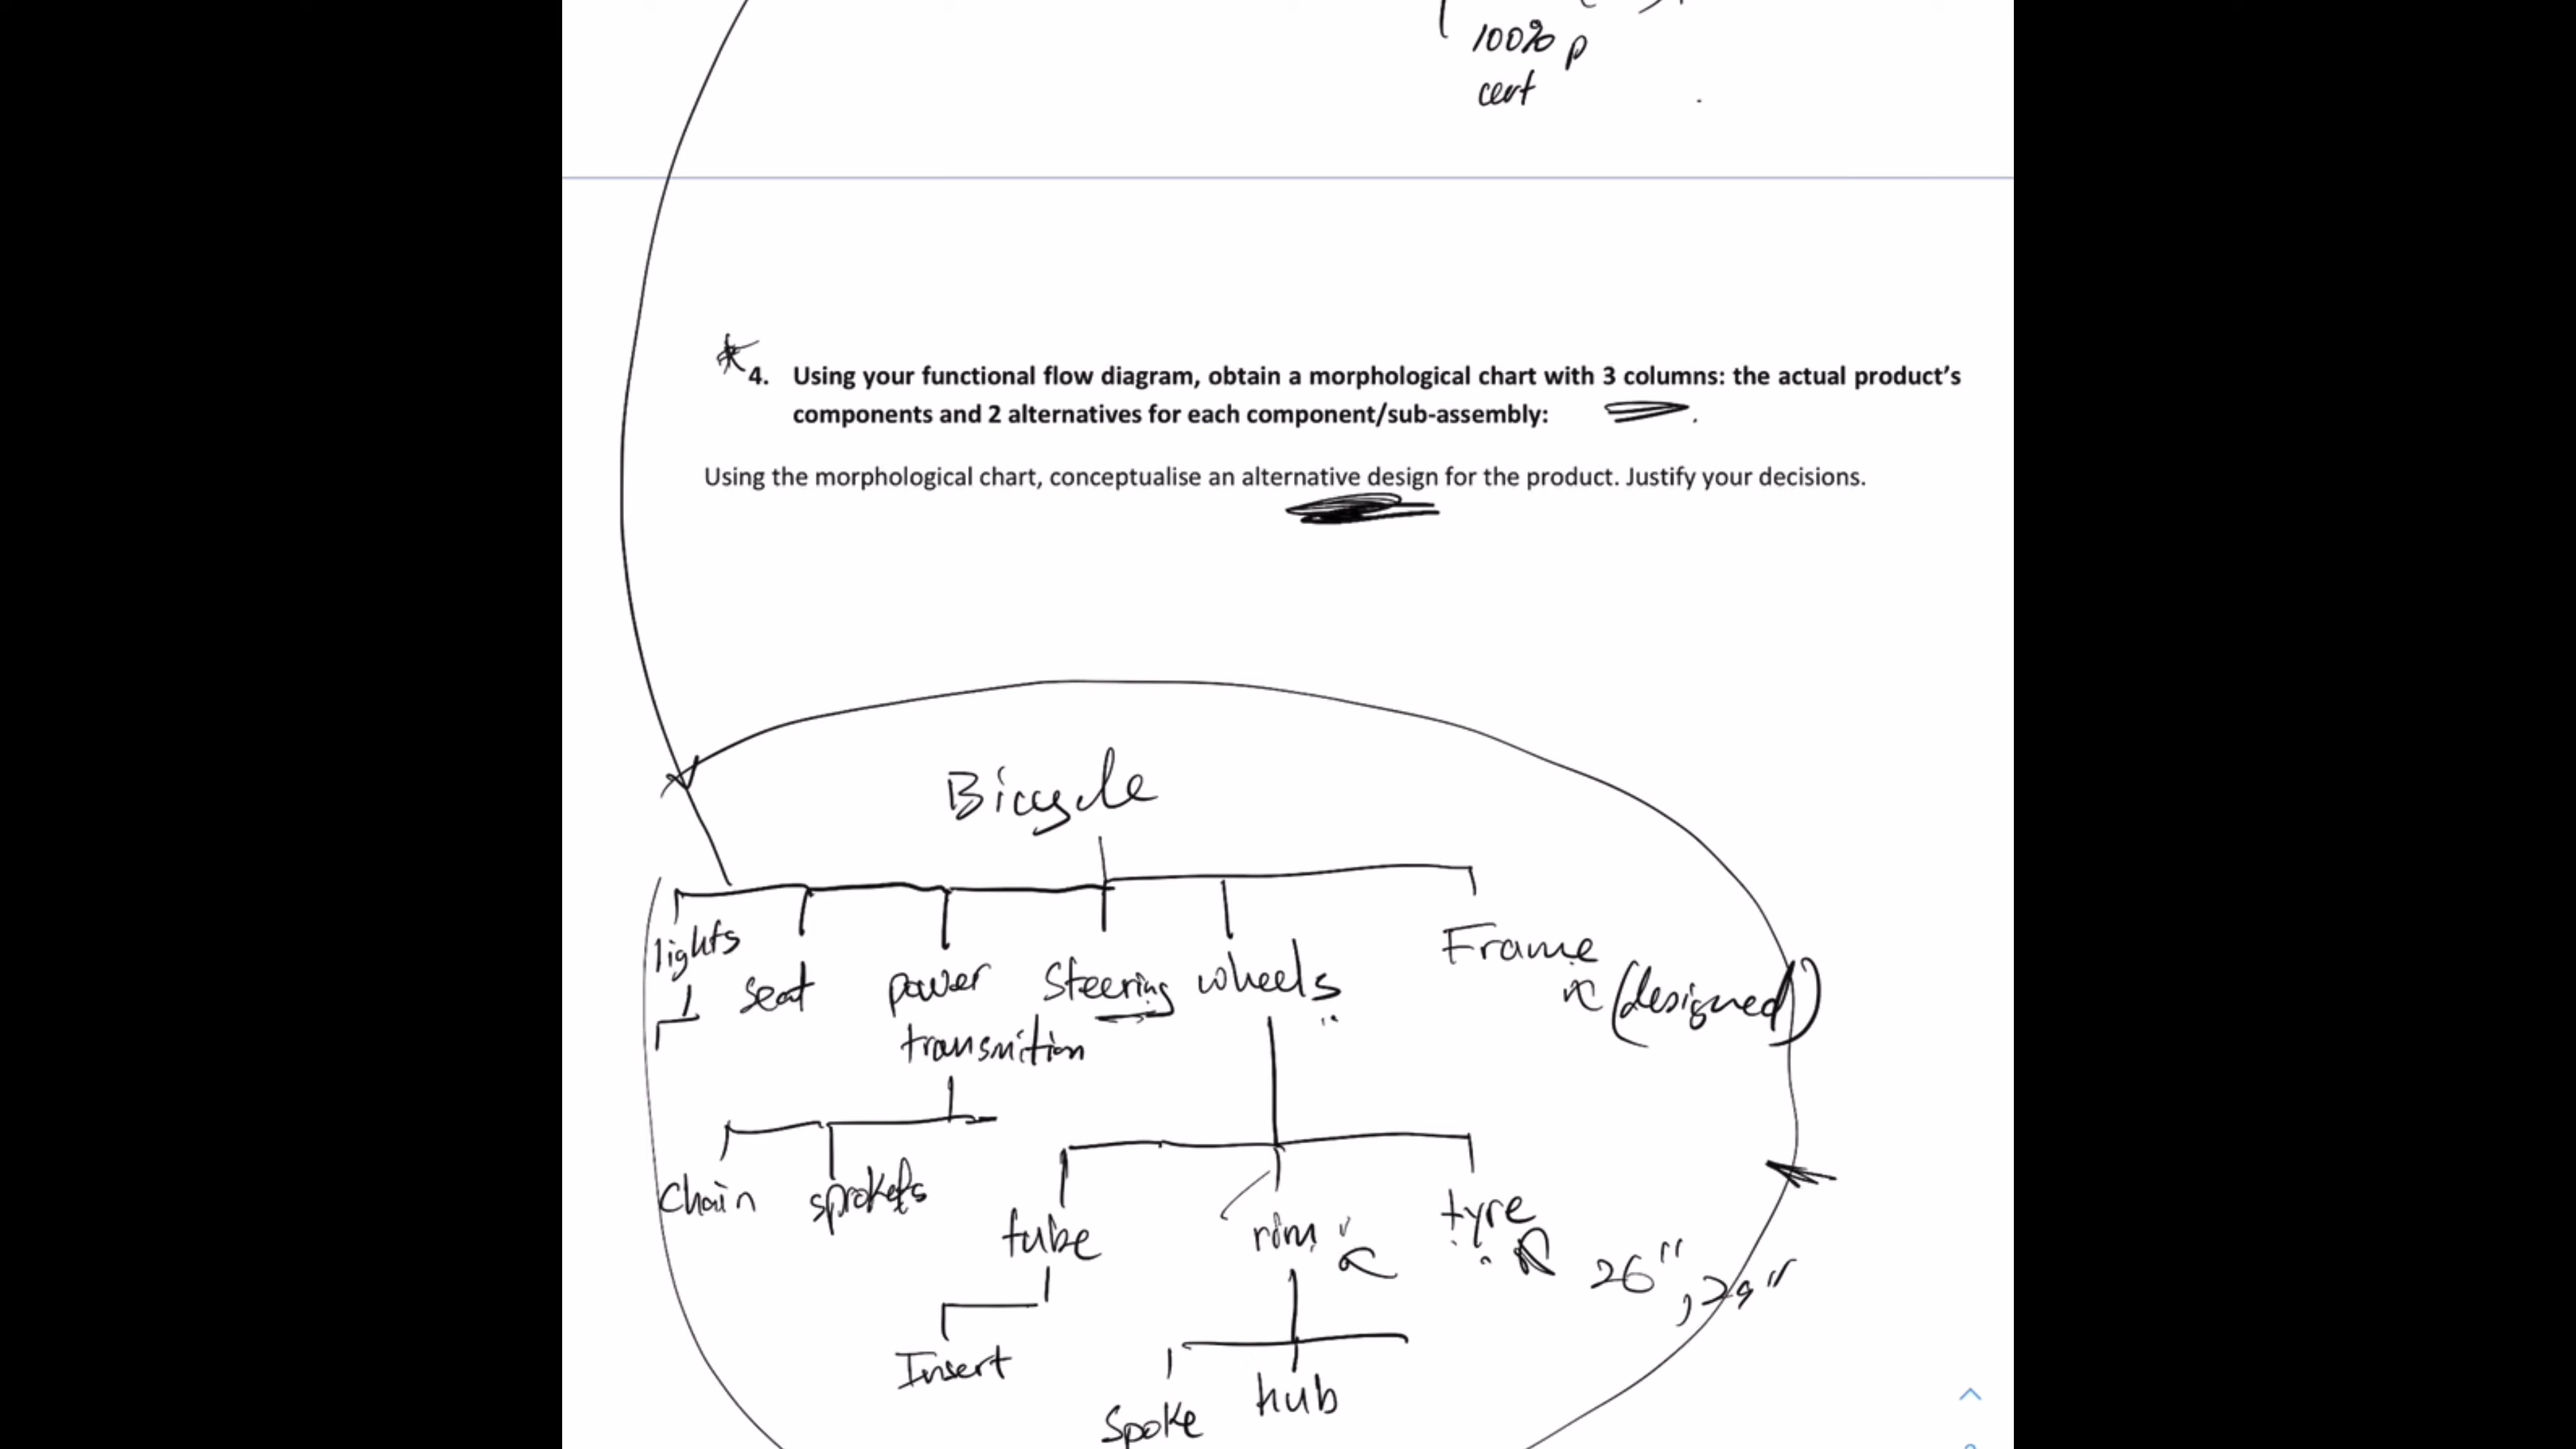 100% p
cert
4. Using your functional flow diagram, obtain a morphological chart with 3 columns: the actual product's
components and 2 alternatives for each component/sub-assembly:
Using the morphological chart, conceptualise an alternative design for the product. Justify your decisions.
Bicycle
lights seat power steering wheels Frame
transmition
(designed)
Chain sprokets
tube rim tyre
26", 29"
Insert
spoke hub